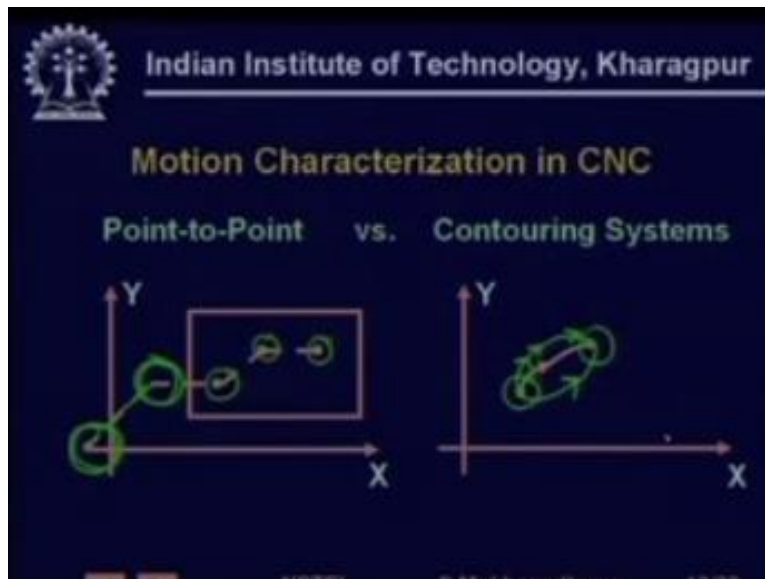 Indian Institute of Technology, Kharagpur
Motion Characterization in CNC
Point-to-Point vs. Contouring Systems
Y Y
X X